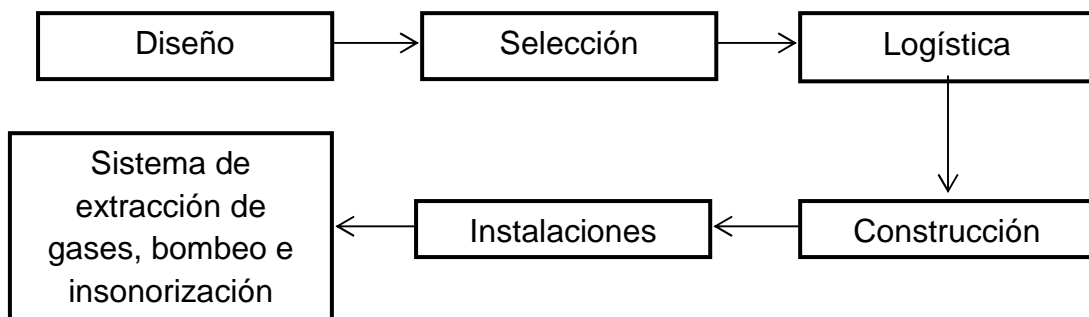 Diseño
Selección
Logística
Sistema de
extracción de
gases, bombeo e
insonorización
Instalaciones
Construcción